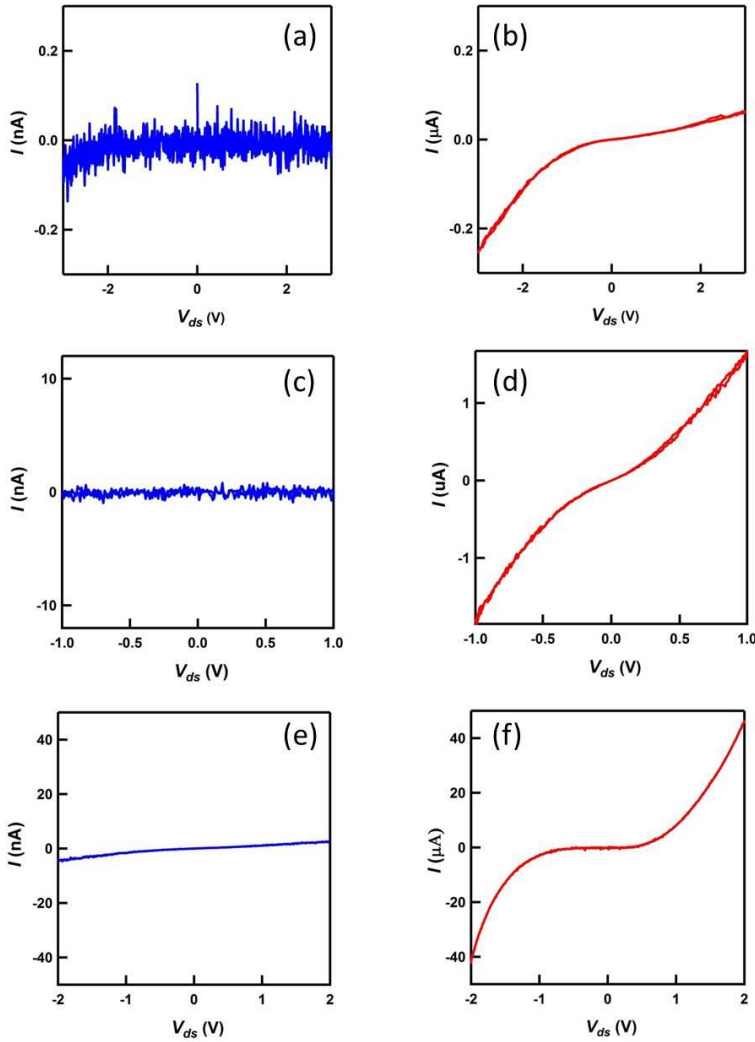 (a)
0.2
0.0
-0.2
I (nA)
-2 0 2
V_ds (V)
(b)
0.2
0.0
-0.2
I (μA)
-2 0 2
V_ds (V)
(c)
10
0
-10
I (nA)
-1.0 -0.5 0.0 0.5 1.0
V_ds (V)
(d)
1
0
-1
I (uA)
-1.0 -0.5 0.0 0.5 1.0
V_ds (V)
(e)
40
20
0
-20
-40
I (nA)
-2 -1 0 1 2
V_ds (V)
(f)
40
20
0
-20
-40
I (μA)
-2 -1 0 1 2
V_ds (V)